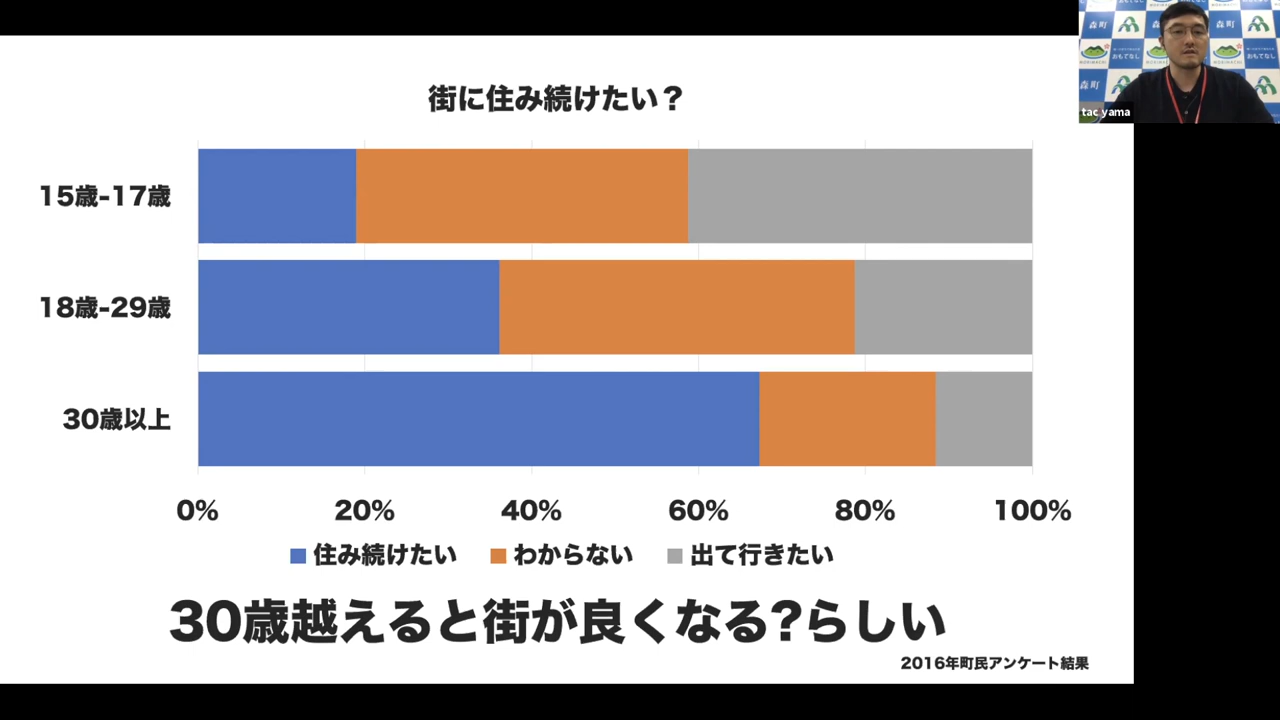 街に住み続けたい？
15歳-17歳
18歳-29歳
30歳以上
0% 20% 40% 60% 80% 100%
住み続けたい わからない 出て行きたい
30歳越えると街が良くなる?らしい
2016年町民アンケート結果
森町
おもてなし
森町
tac yama